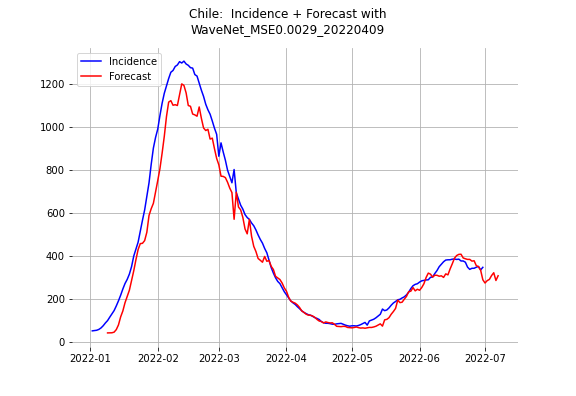 Chile:  Incidence + Forecast with
WaveNet_MSE0.0029_20220409
Incidence
Forecast
1200
1000
800
600
400
200
0
2022-01 2022-02 2022-03 2022-04 2022-05 2022-06 2022-07